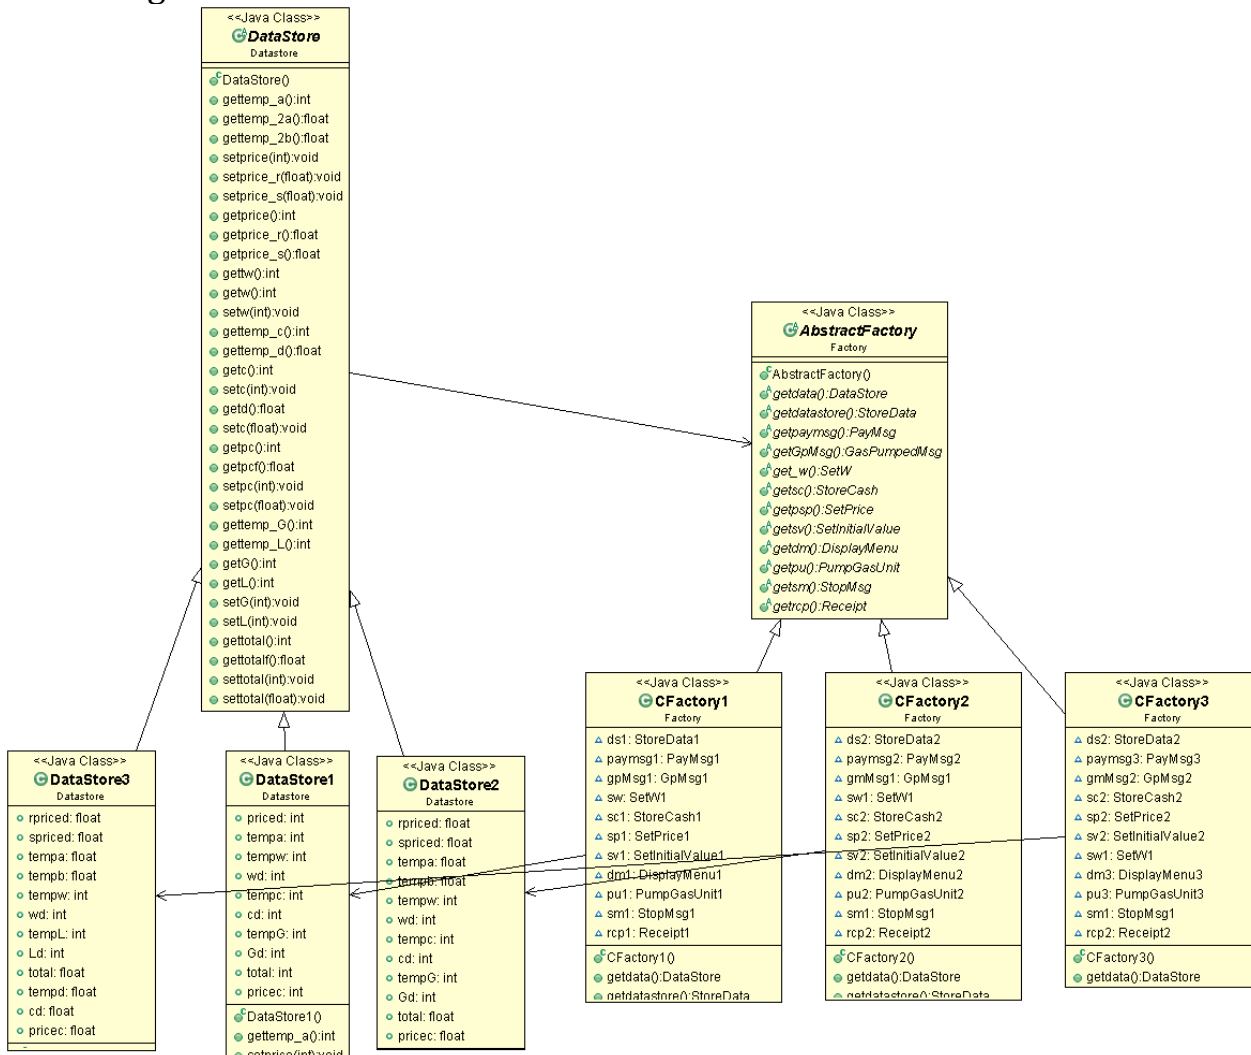 <<Java Class>>
DataStore
Datastore
DataStore()
gettemp_a():int
gettemp_2a():float
gettemp_2b():float
setprice(int):void
setprice_r(float):void
setprice_s(float):void
getprice():int
getprice_r():float
getprice_s():float
gettw():int
getw():int
setw(int):void
gettemp_c():int
gettemp_d():float
getc():int
setc(int):void
getd():float
setc(float):void
getpc():int
getpcf():float
setpc(int):void
setpc(float):void
gettemp_G():int
gettemp_L():int
getG():int
getL():int
setG(int):void
setL(int):void
gettotal():int
gettotalf():float
settotal(int):void
settotal(float):void
<<Java Class>>
AbstractFactory
Factory
AbstractFactory()
getdata():DataStore
getdatastore():StoreData
getpaymsg():PayMsg
getGpMsg():GasPumpedMsg
get_w():SetW
getsc():StoreCash
getpsp():SetPrice
getsv():SetInitialValue
getdm():DisplayMenu
getpu():PumpGasUnit
getsm():StopMsg
getrcp():Receipt
<<Java Class>>
DataStore3
Datastore
rpriced: float
spriced: float
tempa: float
tempb: float
tempw: int
wd: int
tempL: int
Ld: int
total: float
tempd: float
cd: float
pricec: float
<<Java Class>>
DataStore1
Datastore
priced: int
tempa: int
tempw: int
wd: int
tempc: int
cd: int
tempG: int
Gd: int
total: int
pricec: int
DataStore1()
gettemp_a():int
setprice(int):void
<<Java Class>>
DataStore2
Datastore
rpriced: float
spriced: float
tempa: float
tempb: float
tempw: int
wd: int
tempc: int
cd: int
tempG: int
Gd: int
total: float
pricec: float
<<Java Class>>
CFactory1
Factory
ds1: StoreData1
paymsg1: PayMsg1
gpMsg1: GpMsg1
sw: SetW1
sc1: StoreCash1
sp1: SetPrice1
sv1: SetInitialValue1
dm1: DisplayMenu1
pu1: PumpGasUnit1
sm1: StopMsg1
rcp1: Receipt1
CFactory1()
getdata():DataStore
getdatastore():StoreData
<<Java Class>>
CFactory2
Factory
ds2: StoreData2
paymsg2: PayMsg2
gmMsg1: GpMsg1
sw1: SetW1
sc2: StoreCash2
sp2: SetPrice2
sv2: SetInitialValue2
dm2: DisplayMenu2
pu2: PumpGasUnit2
sm1: StopMsg1
rcp2: Receipt2
CFactory2()
getdata():DataStore
getdatastore():StoreData
<<Java Class>>
CFactory3
Factory
ds2: StoreData2
paymsg3: PayMsg3
gmMsg2: GpMsg2
sc2: StoreCash2
sp2: SetPrice2
sv2: SetInitialValue2
sw1: SetW1
dm3: DisplayMenu3
pu3: PumpGasUnit3
sm1: StopMsg1
rcp2: Receipt2
CFactory3()
getdata():DataStore